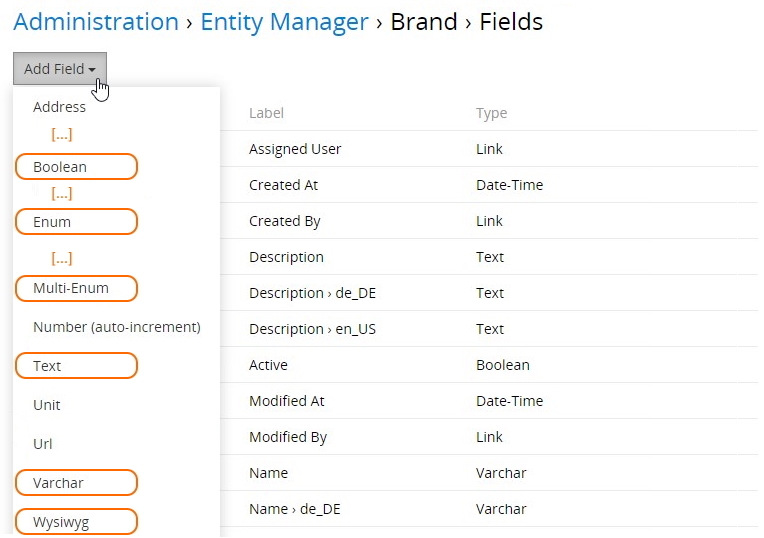 Administration › Entity Manager › Brand › Fields
Add Field
Address
[...]
Boolean
[...]
Enum
[...]
Multi-Enum
Number (auto-increment)
Text
Unit
Url
Varchar
Wysiwyg
Label Type
Assigned User Link
Created At Date-Time
Created By Link
Description Text
Description › de_DE Text
Description › en_US Text
Active Boolean
Modified At Date-Time
Modified By Link
Name Varchar
Name › de_DE Varchar